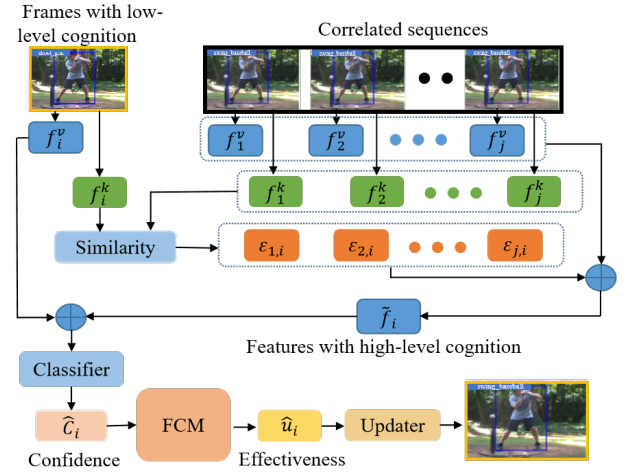 Frames with low-
level cognition
Correlated sequences
swing_baseball
swing_baseball
swing_baseball
f_i^v
f_1^v
f_2^v
f_j^v
f_i^k
f_1^k
f_2^k
f_j^k
Similarity
ε_{1,i}
ε_{2,i}
ε_{j,i}
f̃_i
Features with high-level cognition
Classifier
Ĉ_i
FCM
û_i
Updater
swing_baseball
Confidence
Effectiveness